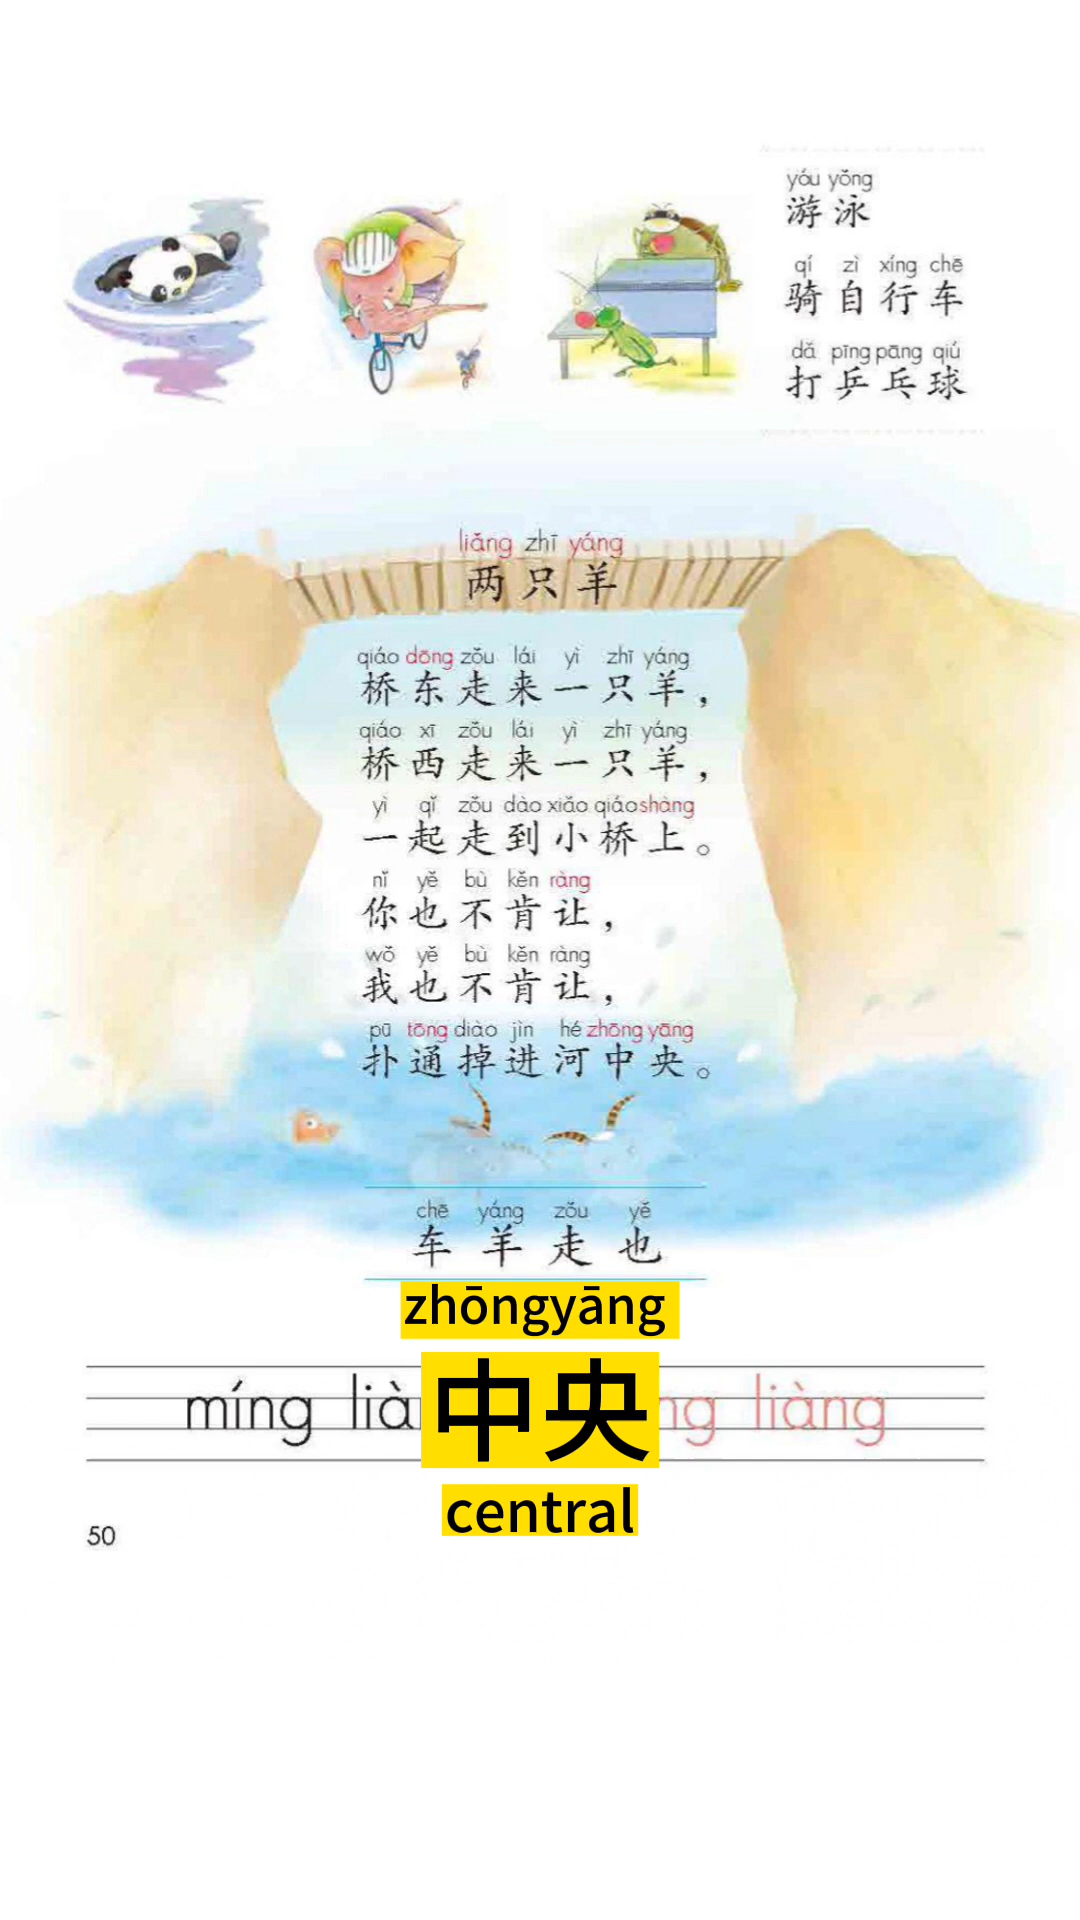 yóu yǒng
游泳
qí zì xíng chē
骑自行车
dǎ pīng pāng qiú
打乒乓球
liǎng zhī yáng
两只羊
qiáo dōng zǒu lái yì zhī yáng
桥东走来一只羊，
qiáo xī zǒu lái yì zhī yáng
桥西走来一只羊，
yì qǐ zǒu dào xiǎo qiáo shàng
一起走到小桥上。
nǐ yě bù kěn ràng
你也不肯让，
wǒ yě bù kěn ràng
我也不肯让，
pū tōng diào jìn hé zhōng yāng
扑通掉进河中央。
chē yáng zǒu yě
车羊走也
zhōngyāng
míng 中央 liàng
central
50